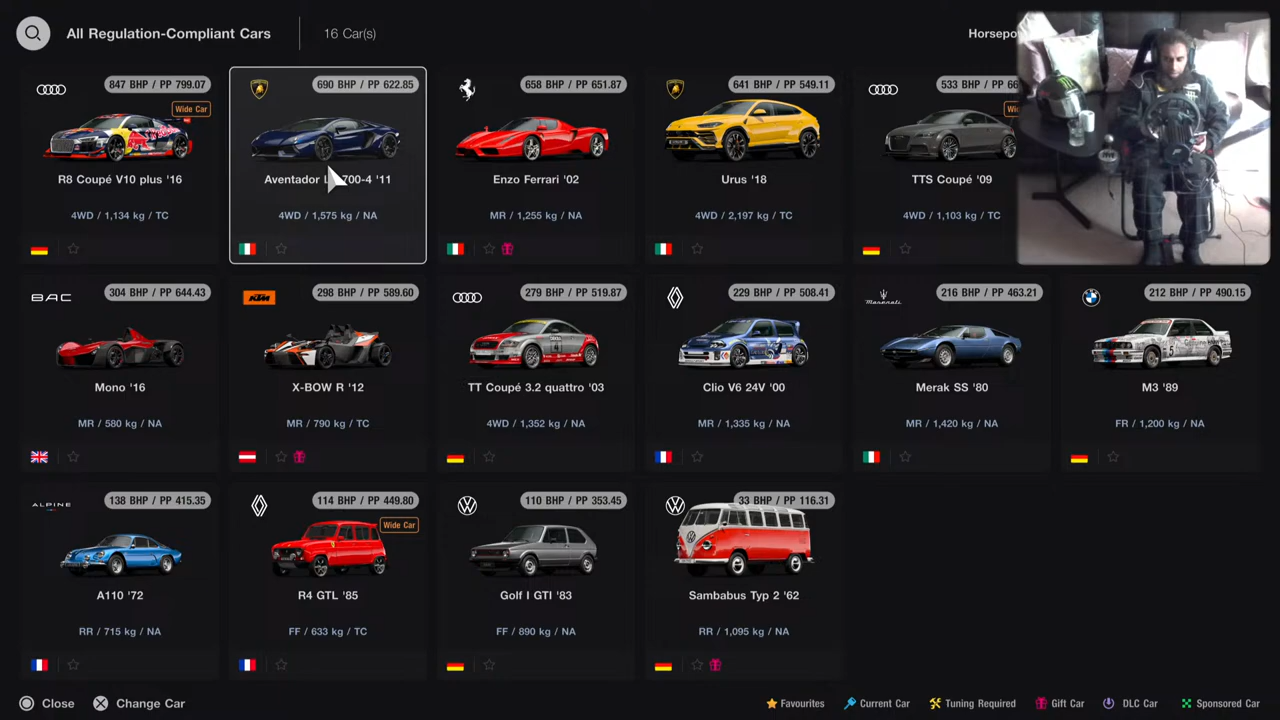 All Regulation-Compliant Cars
16 Car(s)
847 BHP / PP 799.07
Wide Car
R8 Coupé V10 plus '16
4WD / 1,134 kg / TC
690 BHP / PP 622.85
4WD / 1,575 kg / NA
658 BHP / PP 651.87
Enzo Ferrari '02
MR / 1,255 kg / NA
641 BHP / PP 549.11
Urus '18
4WD / 2,197 kg / TC
533 BHP / PP
TTS Coupé '09
4WD / 1,103 kg / TC
BAC
304 BHP / PP 644.43
Mono '16
MR / 580 kg / NA
KTM
298 BHP / PP 589.60
X-BOW R '12
MR / 790 kg / TC
279 BHP / PP 519.87
TT Coupé 3.2 quattro '03
4WD / 1,352 kg / NA
229 BHP / PP 508.41
Clio V6 24V '00
MR / 1,335 kg / NA
Maserati
216 BHP / PP 463.21
Merak SS '80
MR / 1,420 kg / NA
212 BHP / PP 490.15
M3 '89
FR / 1,200 kg / NA
ALPINE
138 BHP / PP 415.35
A110 '72
RR / 715 kg / NA
114 BHP / PP 449.80
Wide Car
R4 GTL '85
FF / 633 kg / TC
110 BHP / PP 353.45
Golf I GTI '83
FF / 890 kg / NA
33 BHP / PP 116.31
Sambabus Typ 2 '62
RR / 1,095 kg / NA
Close
Change Car
Favourites
Current Car
Tuning Required
Gift Car
DLC Car
Sponsored Car